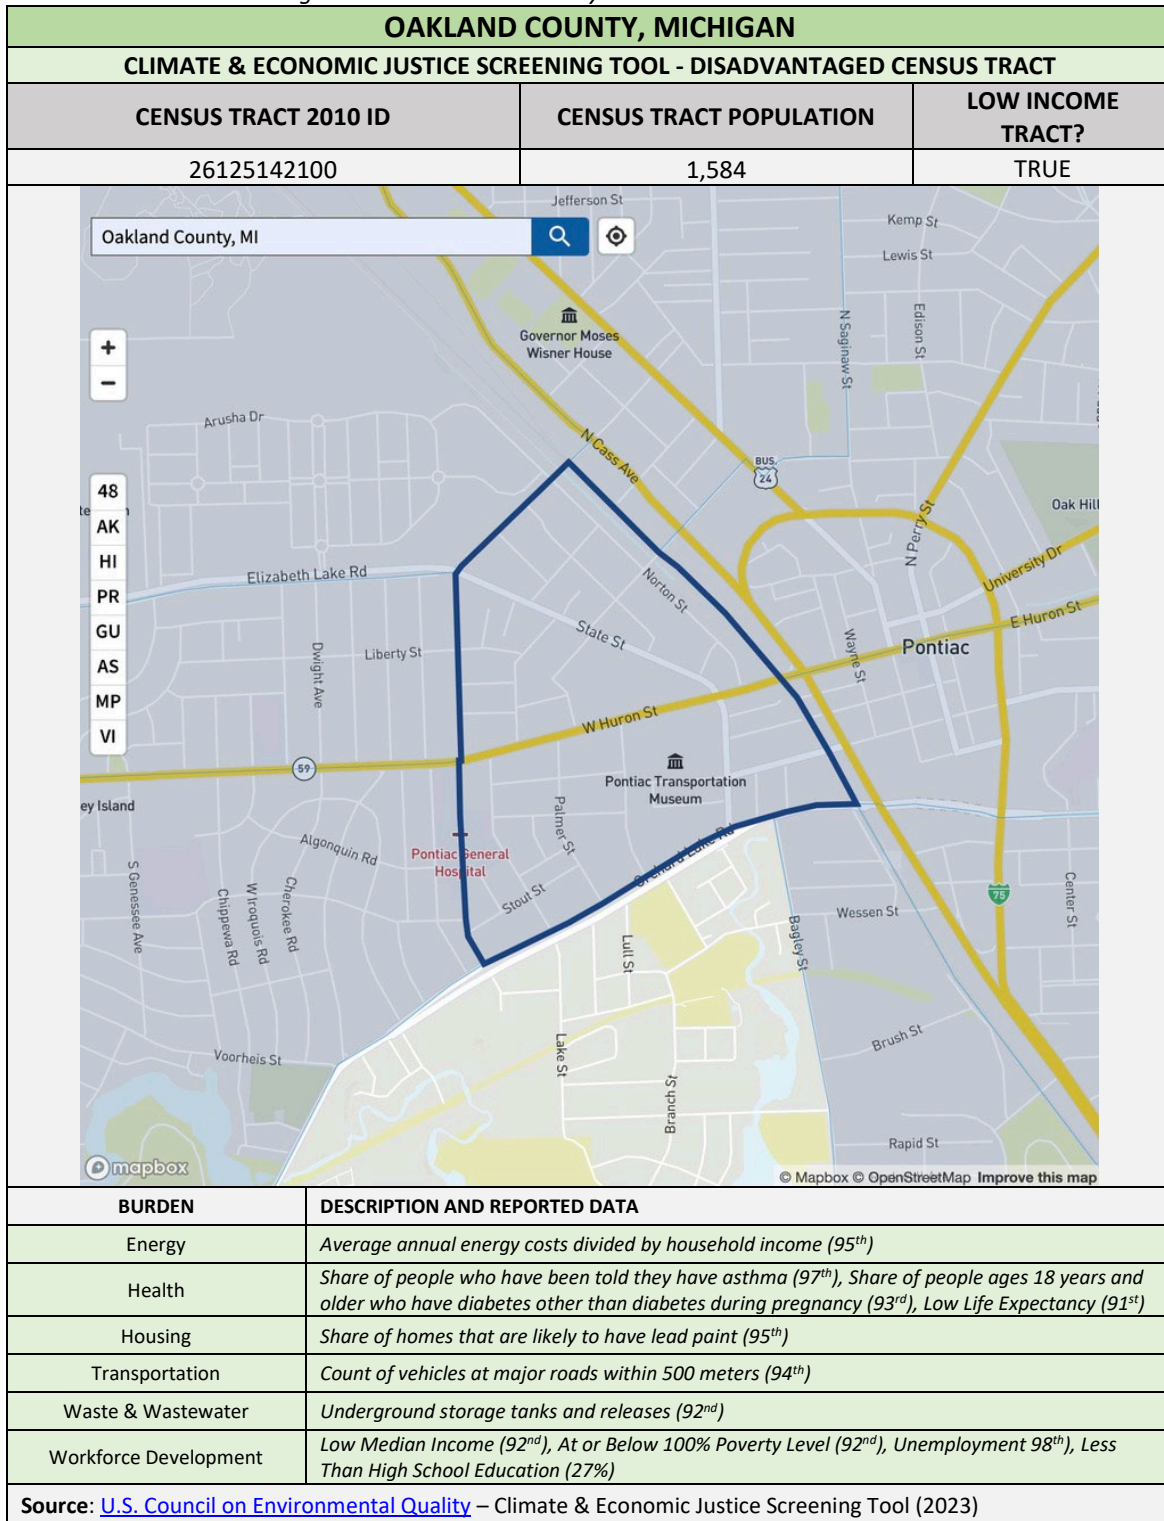 OAKLAND COUNTY, MICHIGAN
CLIMATE & ECONOMIC JUSTICE SCREENING TOOL - DISADVANTAGED CENSUS TRACT
CENSUS TRACT 2010 ID
CENSUS TRACT POPULATION
LOW INCOME
TRACT?
26125142100
1,584
TRUE
Oakland County, MI
Jefferson St
Kemp St
Lewis St
Edison St
N Saginaw St
Governor Moses
Wisner House
+
−
Arusha Dr
N Cass Ave
BUS
24
Oak Hill
N Perry St
University Dr
E Huron St
48
AK
HI
PR
GU
AS
MP
VI
Elizabeth Lake Rd
Norton St
State St
Wayne St
Pontiac
Dwight Ave
Liberty St
W Huron St
59
Pontiac Transportation
Museum
ey Island
Palmer St
Algonquin Rd
Pontiac General
Hospital
Orchard Lake Rd
S Genessee Ave
Chippewa Rd
W Iroquois Rd
Cherokee Rd
Stout St
75
Center St
Wessen St
Bagley St
Lull St
Brush St
Voorheis St
Lake St
Branch St
Rapid St
mapbox
© Mapbox © OpenStreetMap Improve this map
BURDEN
DESCRIPTION AND REPORTED DATA
Energy
Average annual energy costs divided by household income (95th)
Health
Share of people who have been told they have asthma (97th), Share of people ages 18 years and
older who have diabetes other than diabetes during pregnancy (93rd), Low Life Expectancy (91st)
Housing
Share of homes that are likely to have lead paint (95th)
Transportation
Count of vehicles at major roads within 500 meters (94th)
Waste & Wastewater
Underground storage tanks and releases (92nd)
Workforce Development
Low Median Income (92nd), At or Below 100% Poverty Level (92nd), Unemployment 98th), Less
Than High School Education (27%)
Source: U.S. Council on Environmental Quality – Climate & Economic Justice Screening Tool (2023)